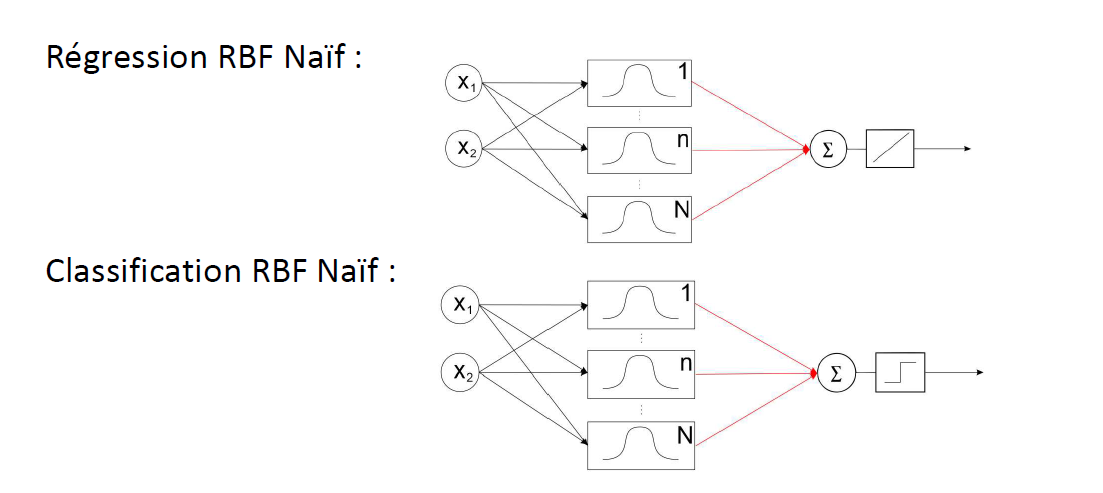 Régression RBF Naïf :
x₁
1
x₂
n
Σ
N
Classification RBF Naïf :
x₁
1
x₂
n
Σ
N